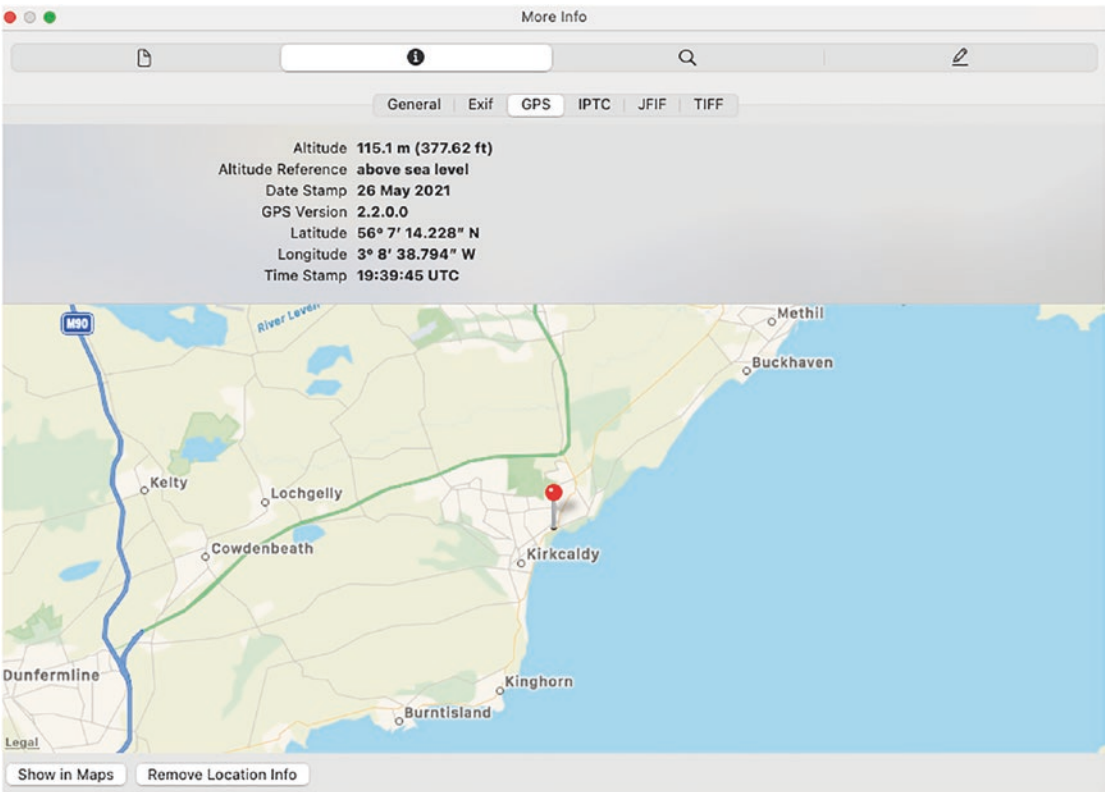 More Info
General Exif GPS IPTC JFIF TIFF
Altitude 115.1 m (377.62 ft)
Altitude Reference above sea level
Date Stamp 26 May 2021
GPS Version 2.2.0.0
Latitude 56° 7′ 14.228″ N
Longitude 3° 8′ 38.794″ W
Time Stamp 19:39:45 UTC
M90
River Leven
Methil
Buckhaven
Kelty
Lochgelly
Cowdenbeath
Kirkcaldy
Dunfermline
Kinghorn
Burntisland
Legal
Show in Maps Remove Location Info